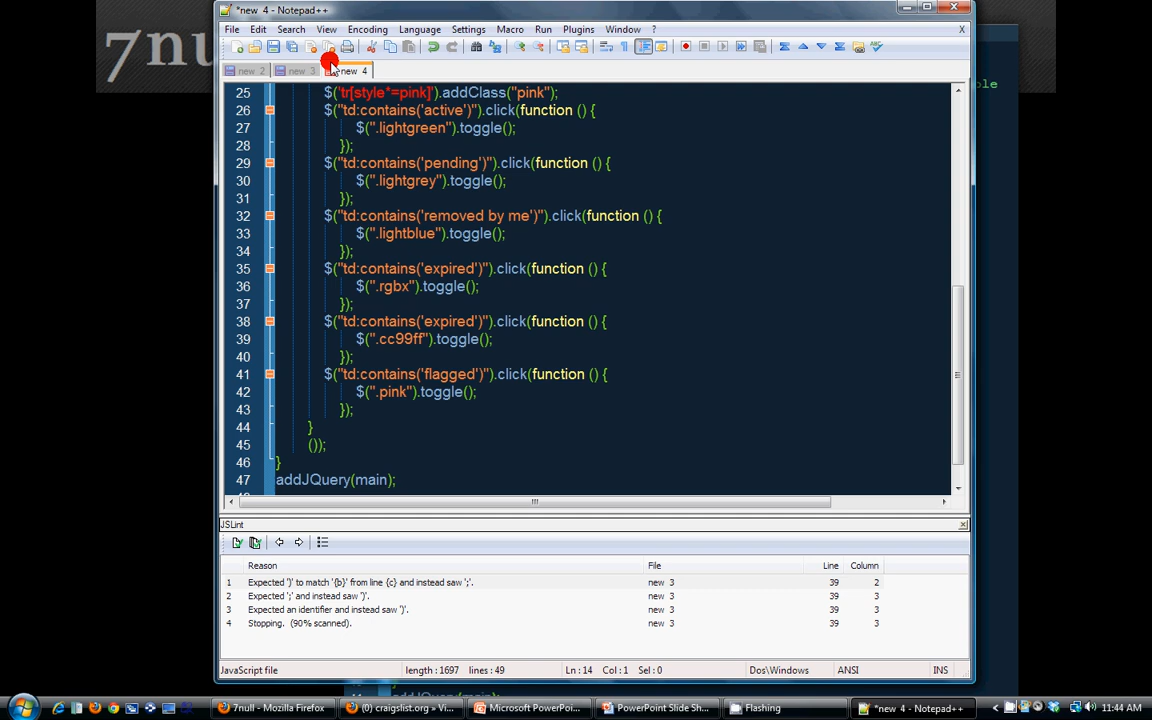 *new 4 - Notepad++
File Edit Search View Encoding Language Settings Macro Run Plugins Window ? X
7nu
new 2 new 3 new 4
ple
25 $('tr[style*=pink]').addClass("pink");
26 $("td:contains('active')").click(function () {
27 $(".lightgreen").toggle();
28 });
29 $("td:contains('pending')").click(function () {
30 $(".lightgrey").toggle();
31 });
32 $("td:contains('removed by me')").click(function () {
33 $(".lightblue").toggle();
34 });
35 $("td:contains('expired')").click(function () {
36 $(".rgbx").toggle();
37 });
38 $("td:contains('expired')").click(function () {
39 $(".cc99ff").toggle();
40 });
41 $("td:contains('flagged')").click(function () {
42 $(".pink").toggle();
43 });
44 }
45 ());
46 }
47 addJQuery(main);
JSLint
Reason File Line Column
1 Expected ')' to match '{b}' from line {c} and instead saw ';'. new 3 39 2
2 Expected ';' and instead saw ')'. new 3 39 3
3 Expected an identifier and instead saw ')'. new 3 39 3
4 Stopping. (90% scanned). new 3 39 3
JavaScript file length : 1697 lines : 49 Ln : 14 Col : 1 Sel : 0 Dos\Windows ANSI INS
7null - Mozilla Firefox (0) craigslist.org » Vi... Microsoft PowerPo... PowerPoint Slide Sh... Flashing *new 4 - Notepad++ 11:44 AM